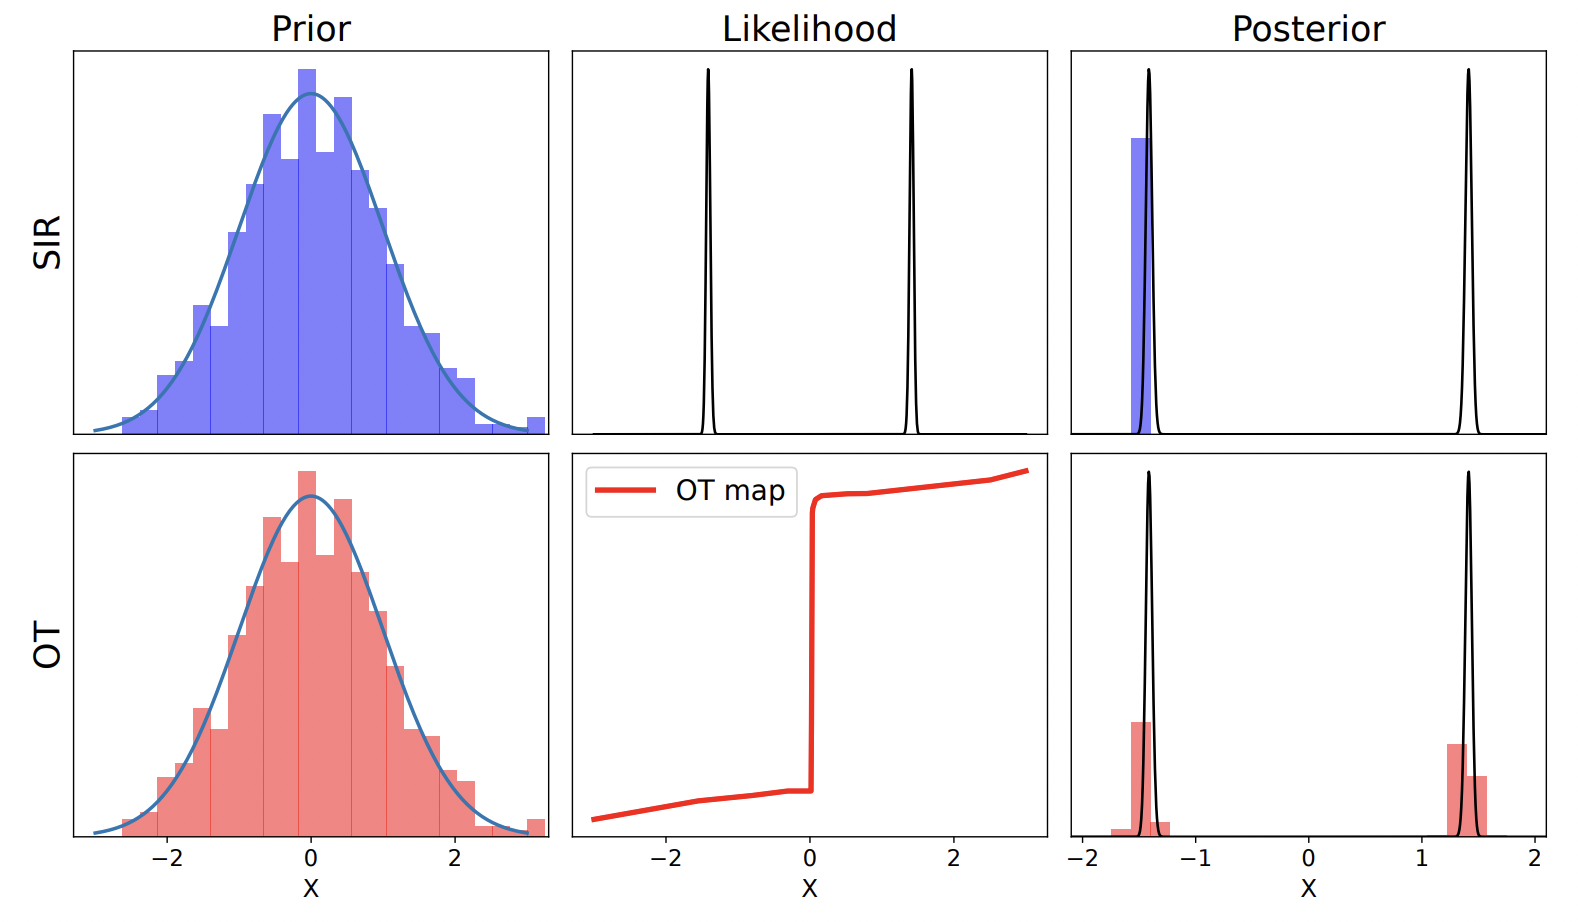 Prior
Likelihood
Posterior
SIR
OT
OT map
−2 0 2
X
−2 0 2
X
−2 −1 0 1 2
X